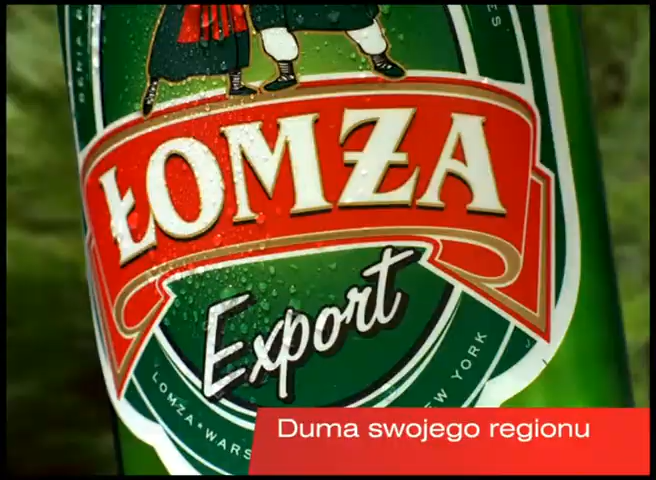 ŁOMŻA
Export
ŁOMŻA * WARS
EW YORK
Duma swojego regionu